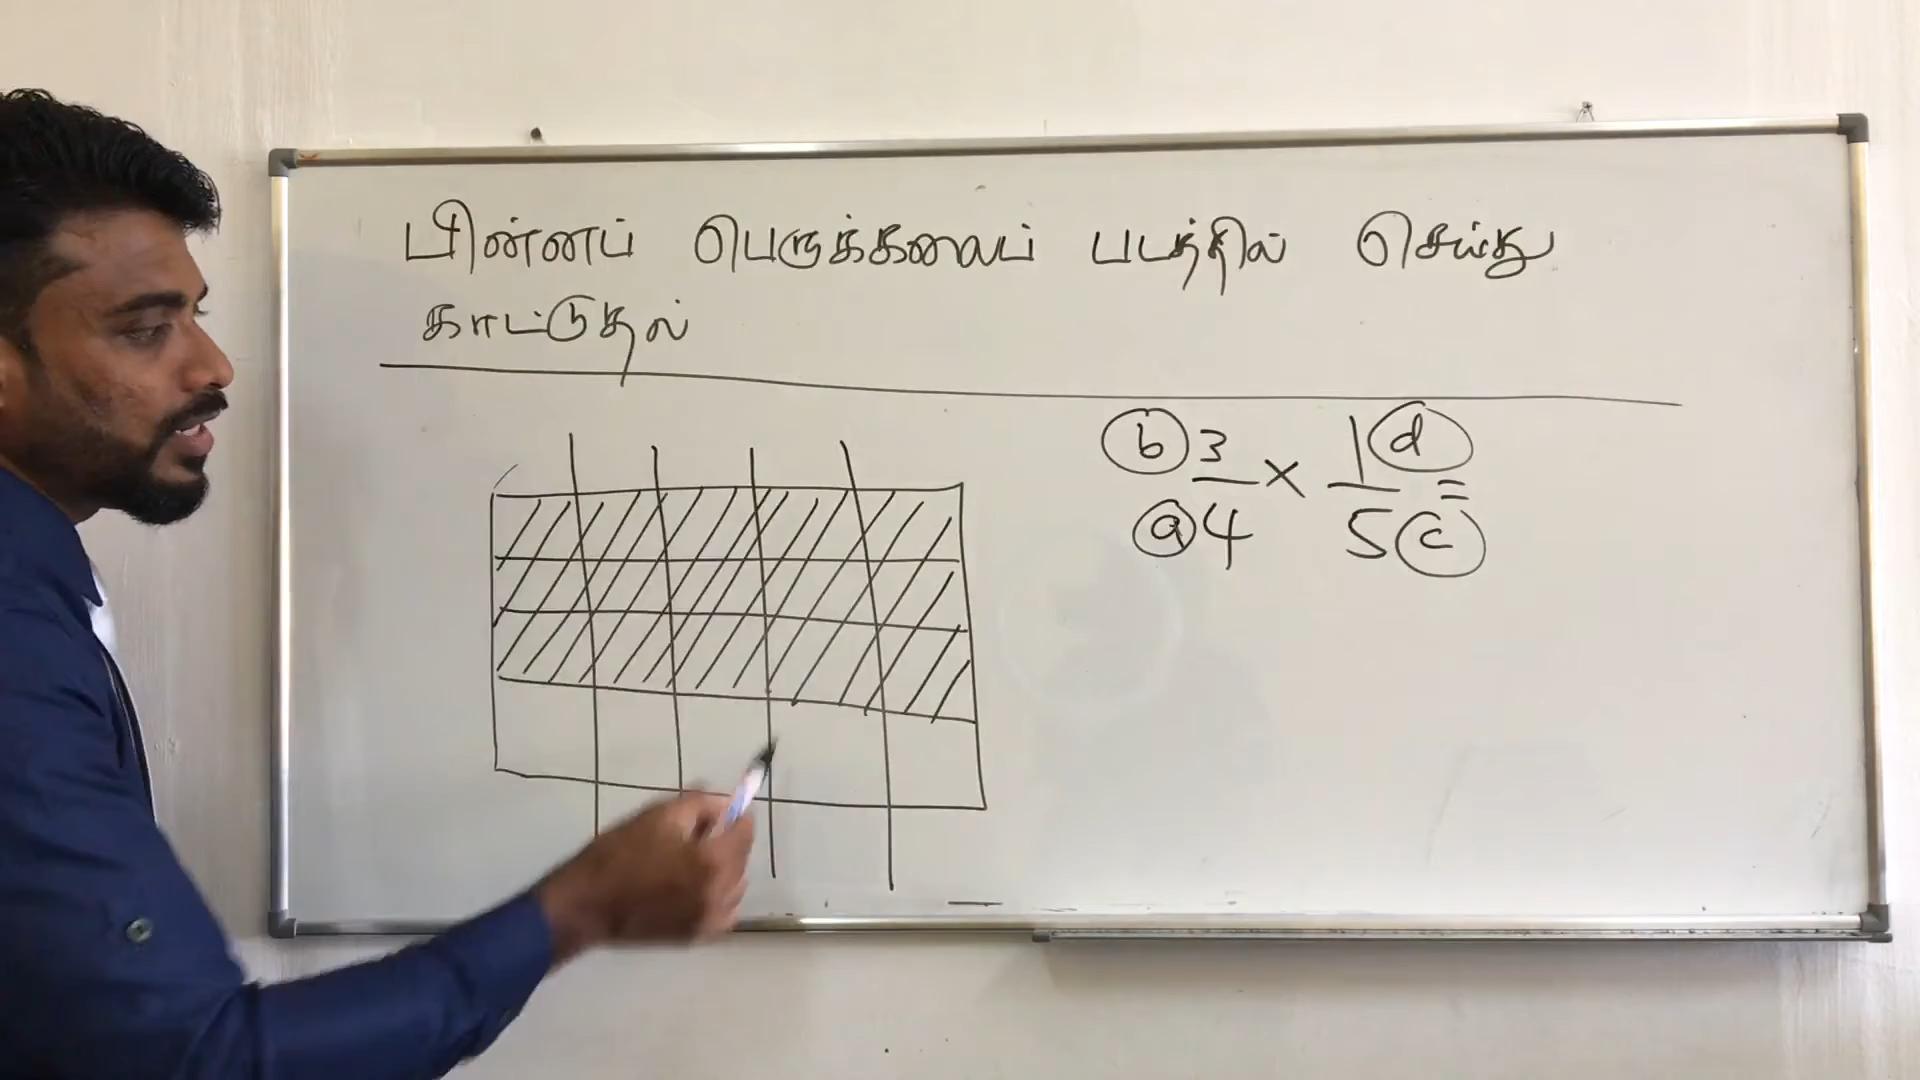 பின்னப் பெருக்கலைப் படத்தில் செய்து
காட்டுதல்
b 3/a 4 × 1 d/5 c =